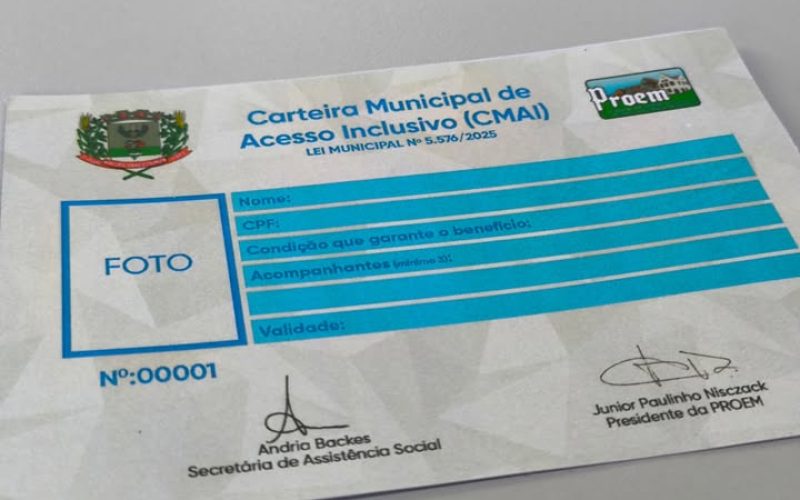 Carteira Municipal de
Acesso Inclusivo (CMAI)
LEI MUNICIPAL Nº 5.576/2025
Proem
FOTO
Nome:
CPF:
Condição que garante o benefício:
Acompanhantes (mínimo 3):
Validade:
Nº:00001
Andria Backes
Secretária de Assistência Social
Junior Paulinho Nisczack
Presidente da PROEM